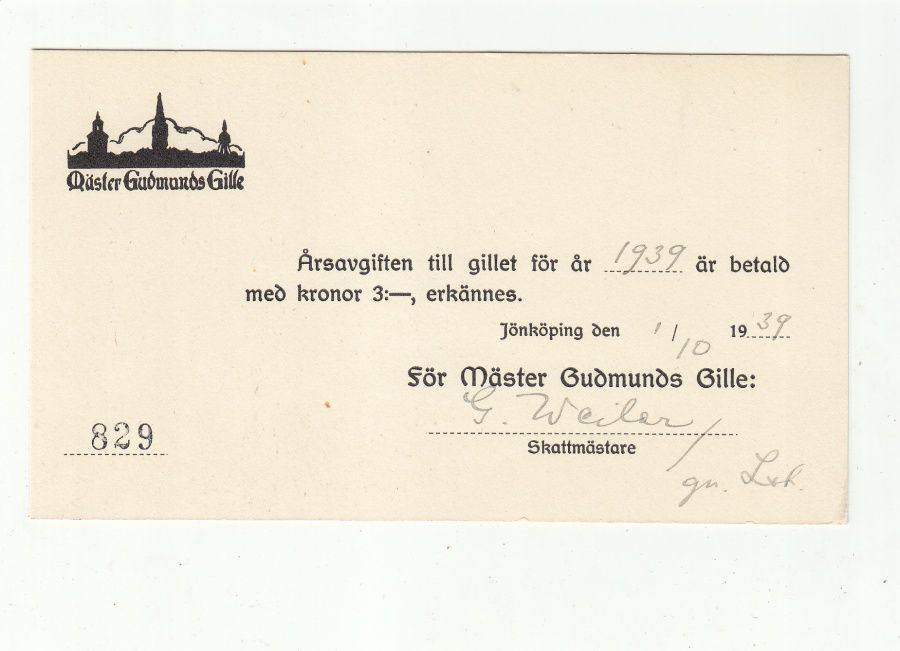 Mäster Gudmunds Gille
Årsavgiften till gillet för år 1939 är betald
med kronor 3:—, erkännes.
Jönköping den 1/10 1939
För Mäster Gudmunds Gille:
G. Weiler/
829
Skattmästare
gm.